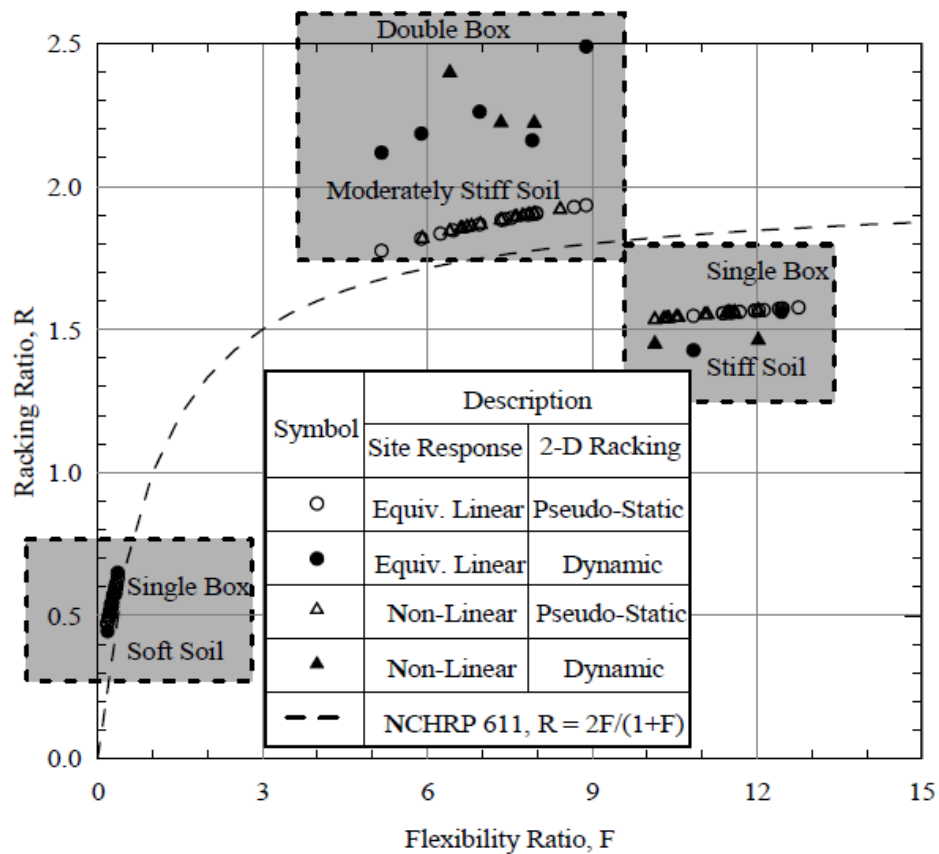 Double Box
2.5
Moderately Stiff Soil
2.0
Single Box
1.5
Stiff Soil
Racking Ratio, R
Symbol
Description
Site Response
2-D Racking
1.0
Equiv. Linear Pseudo-Static
Equiv. Linear Dynamic
Single Box
0.5
Soft Soil
Non-Linear Pseudo-Static
Non-Linear Dynamic
NCHRP 611, R = 2F/(1+F)
0.0
0 3 6 9 12 15
Flexibility Ratio, F